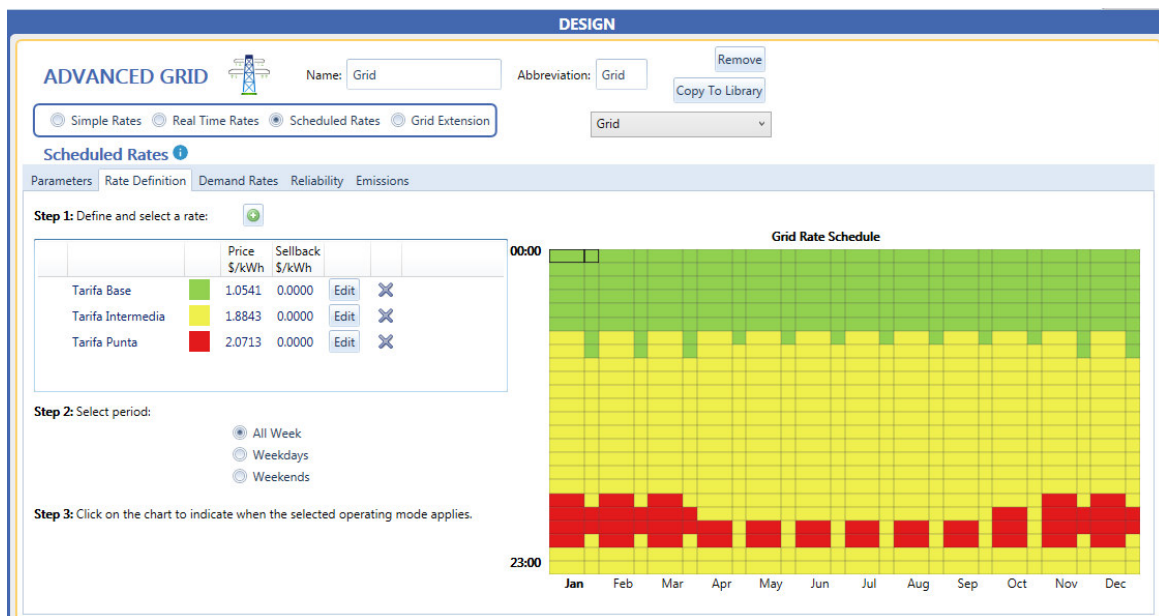 DESIGN
ADVANCED GRID Name: Grid Abbreviation: Grid Remove
Copy To Library
Simple Rates Real Time Rates Scheduled Rates Grid Extension Grid
Scheduled Rates i
Parameters Rate Definition Demand Rates Reliability Emissions
Step 1: Define and select a rate:
Grid Rate Schedule
Price Sellback
$/kWh $/kWh
Tarifa Base 1.0541 0.0000 Edit
Tarifa Intermedia 1.8843 0.0000 Edit
Tarifa Punta 2.0713 0.0000 Edit
Step 2: Select period:
All Week
Weekdays
Weekends
Step 3: Click on the chart to indicate when the selected operating mode applies.
00:00
23:00
Jan Feb Mar Apr May Jun Jul Aug Sep Oct Nov Dec